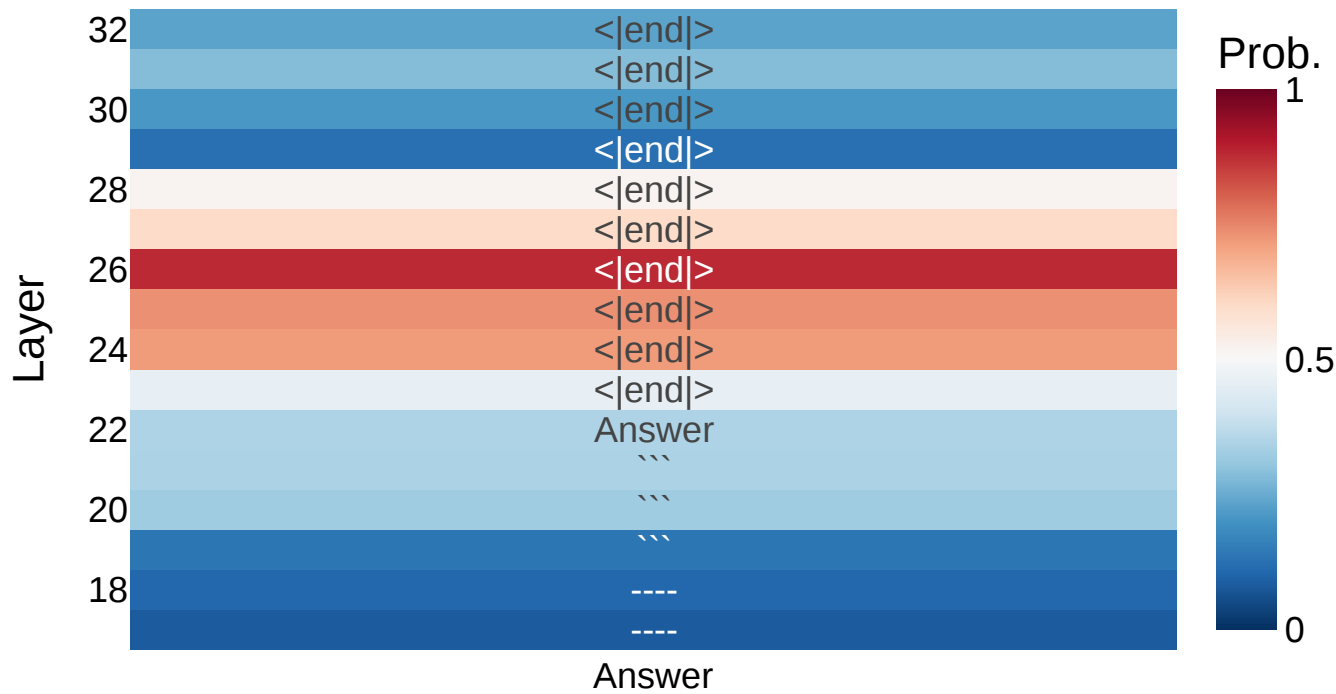 32 <|end|>
<|end|>
30 <|end|>
<|end|>
28 <|end|>
<|end|>
26 <|end|>
<|end|>
24 <|end|>
<|end|>
22 Answer
```
20 ```
```
18 ----
----
Answer
Layer
Prob.
1
0.5
0